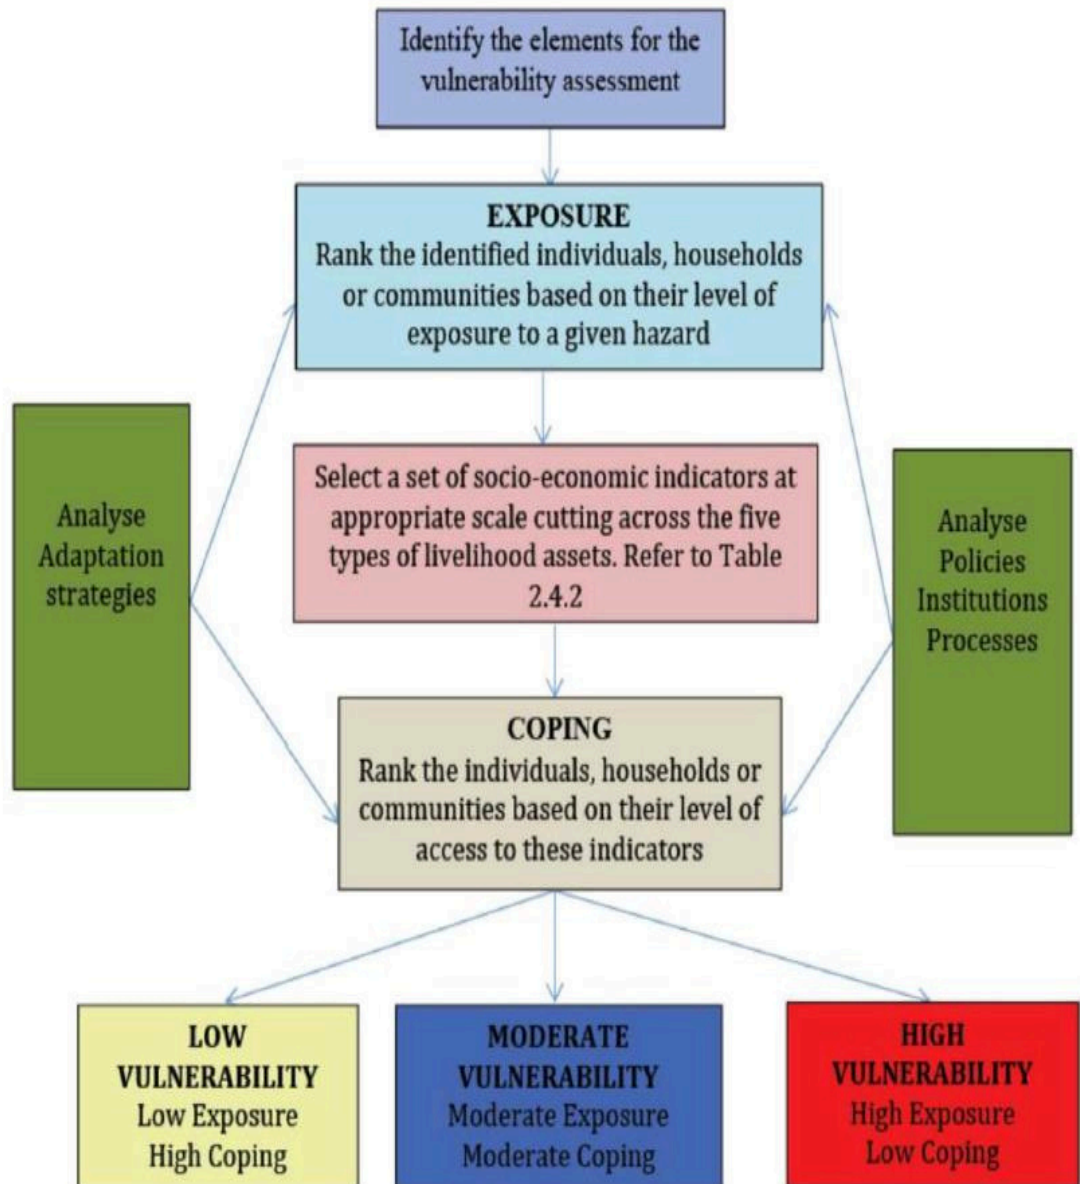 Identify the elements for the
vulnerability assessment
EXPOSURE
Rank the identified individuals, households
or communities based on their level of
exposure to a given hazard
Analyse
Adaptation
strategies
Select a set of socio-economic indicators at
appropriate scale cutting across the five
types of livelihood assets. Refer to Table
2.4.2
Analyse
Policies
Institutions
Processes
COPING
Rank the individuals, households or
communities based on their level of
access to these indicators
LOW
VULNERABILITY
Low Exposure
High Coping
MODERATE
VULNERABILITY
Moderate Exposure
Moderate Coping
HIGH
VULNERABILITY
High Exposure
Low Coping